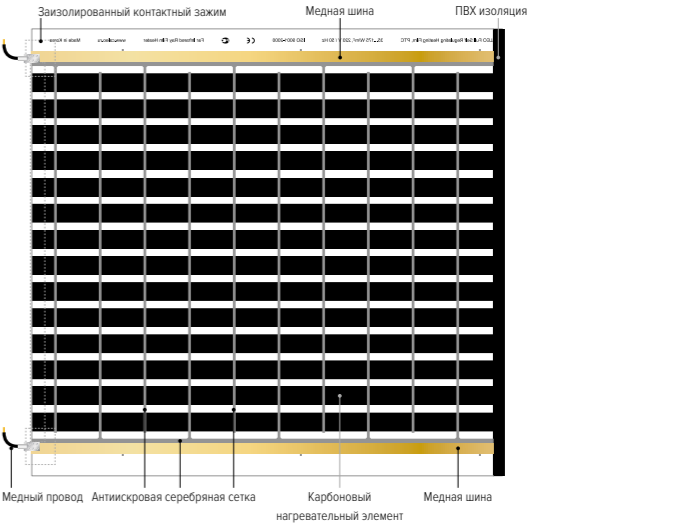 Заизолированный контактный зажим
Медная шина
ПВХ изоляция
Медный провод
Антиискровая серебряная сетка
Карбоновый
нагревательный элемент
Медная шина